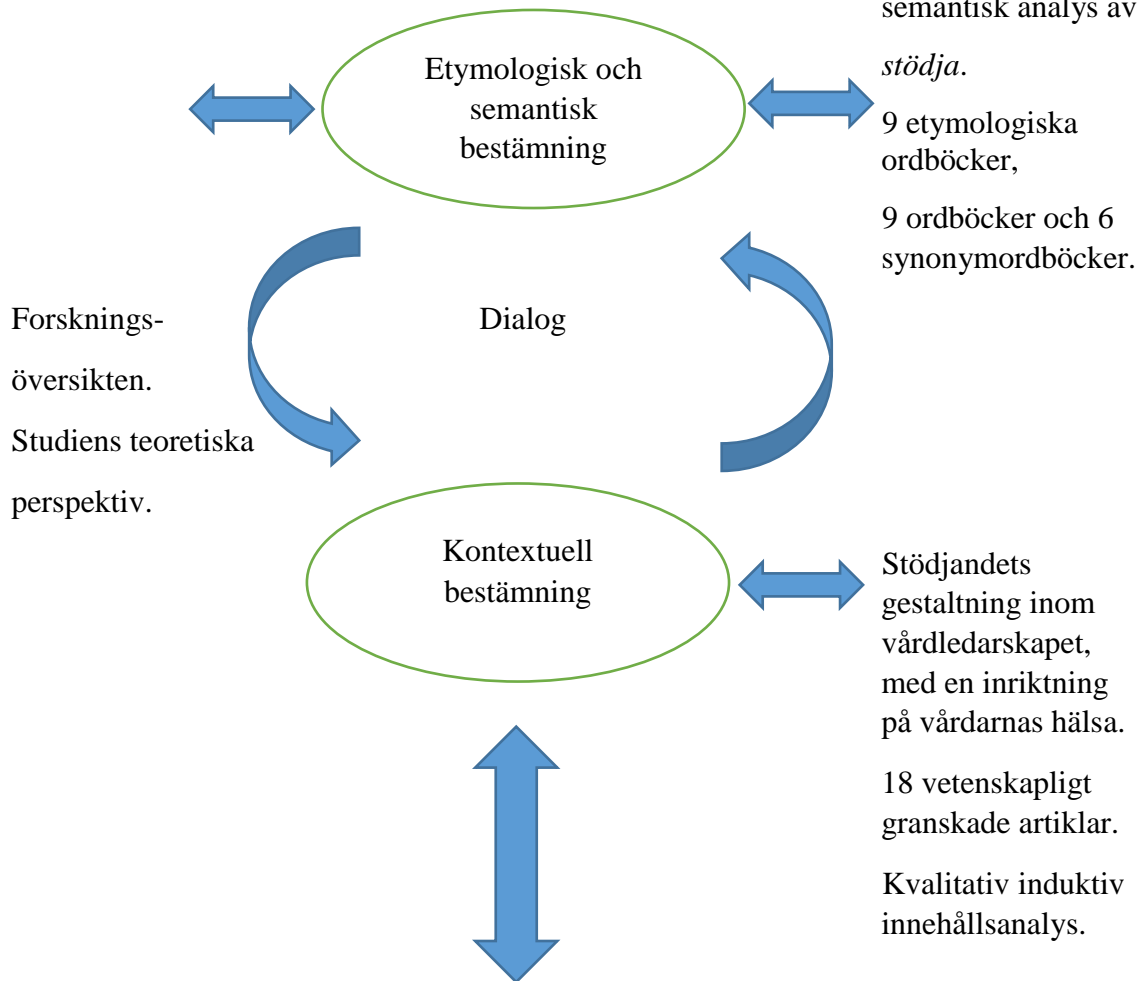 semantisk analys av
stödja.
9 etymologiska
ordböcker,
9 ordböcker och 6
synonymordböcker.
Etymologisk och
semantisk
bestämning
Forsknings-
översikten.
Studiens teoretiska
perspektiv.
Dialog
Kontextuell
bestämning
Stödjandets
gestaltning inom
vårdledarskapet,
med en inriktning
på vårdarnas hälsa.
18 vetenskapligt
granskade artiklar.
Kvalitativ induktiv
innehållsanalys.